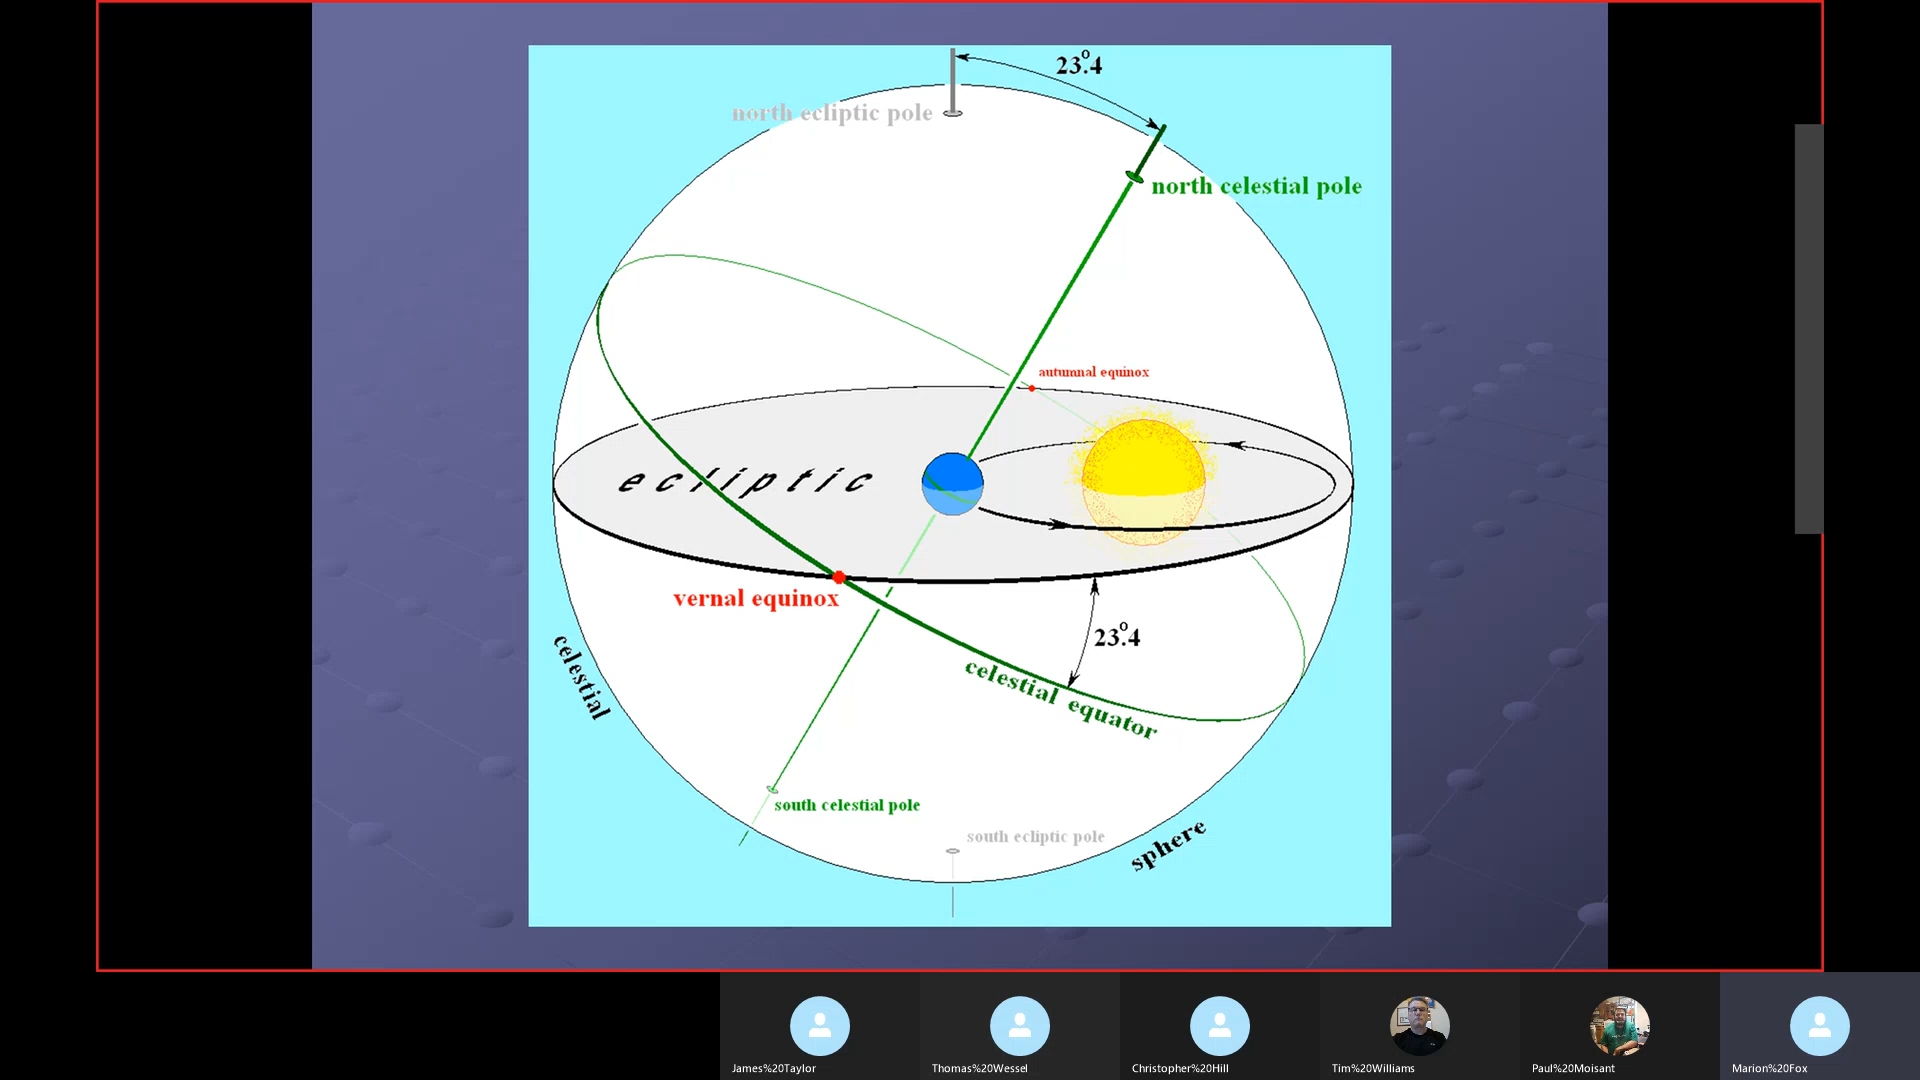 23°.4
north ecliptic pole
north celestial pole
autumnal equinox
ecliptic
vernal equinox
23°.4
celestial
celestial equator
south celestial pole
south ecliptic pole
sphere
James%20Taylor
Thomas%20Wessel
Christopher%20Hill
Tim%20Williams
Paul%20Moisant
Marion%20Fox